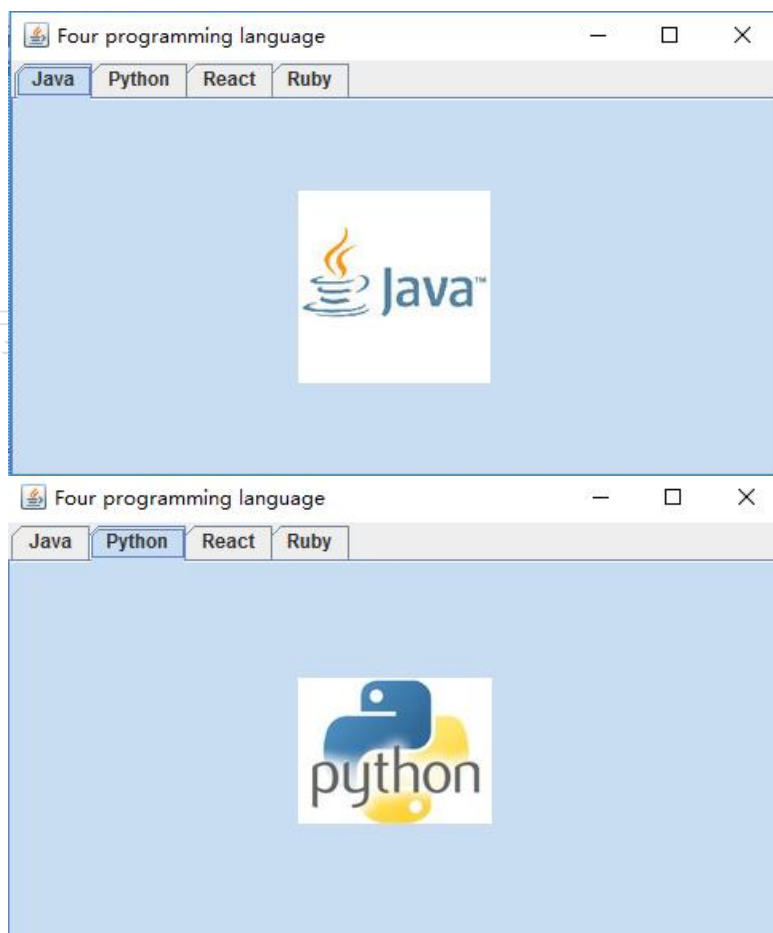 Four programming language
Java Python React Ruby
Java™
Four programming language
Java Python React Ruby
python